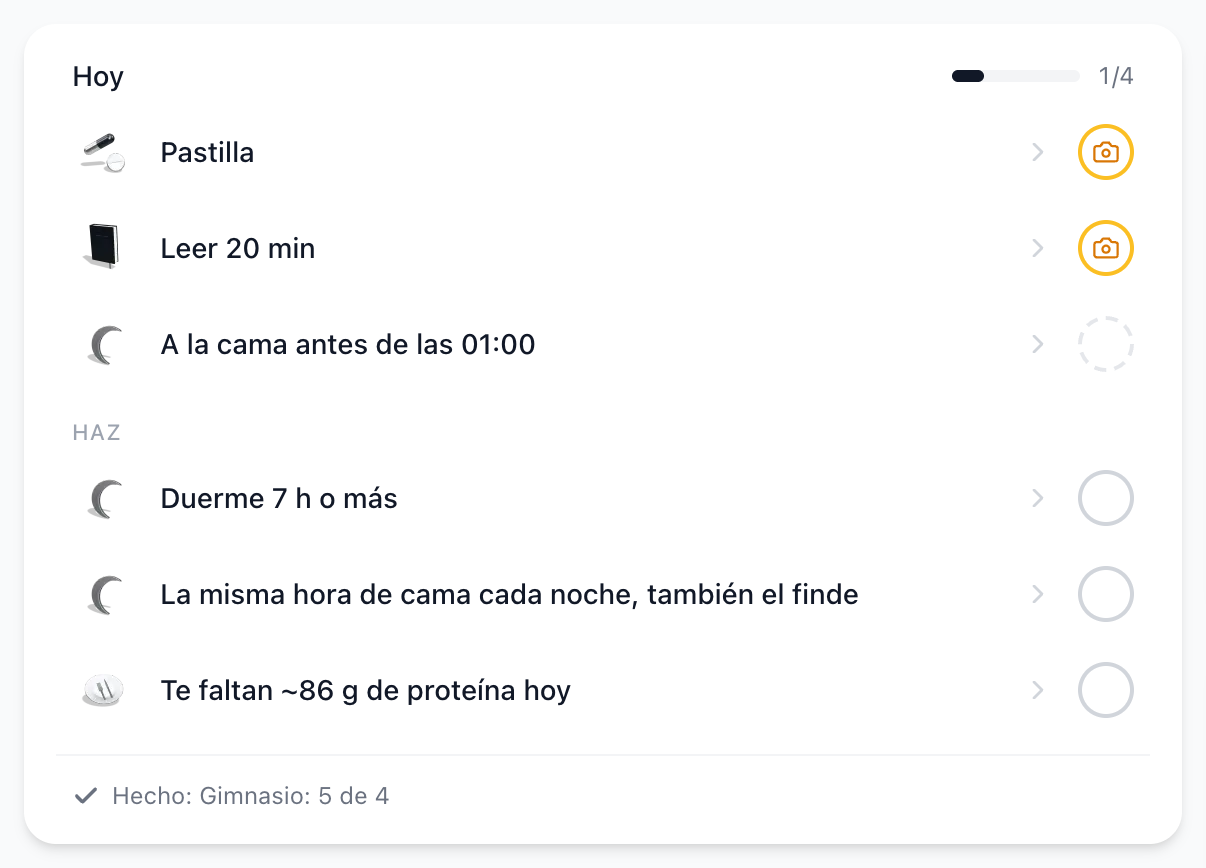 Hoy
1/4
Pastilla
Leer 20 min
A la cama antes de las 01:00
HAZ
Duerme 7 h o más
La misma hora de cama cada noche, también el finde
Te faltan ~86 g de proteína hoy
Hecho: Gimnasio: 5 de 4